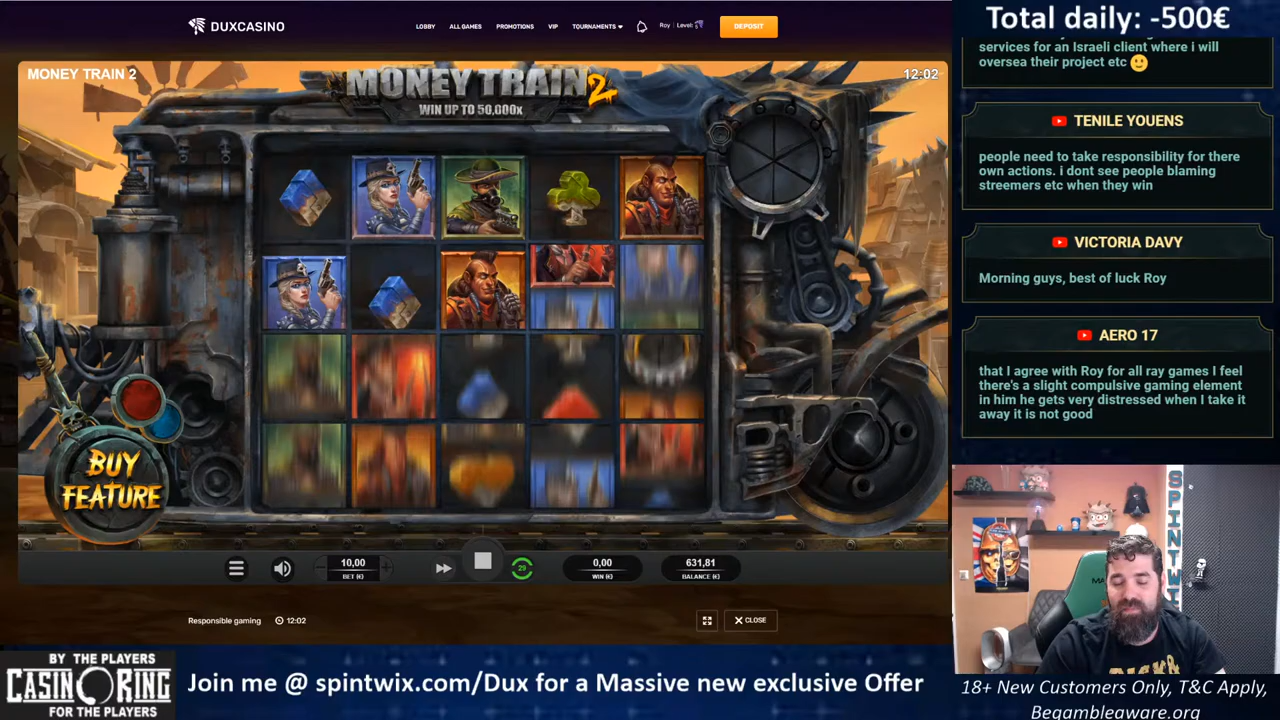 DUXCASINO
LOBBY
ALL GAMES
PROMOTIONS
VIP
TOURNAMENTS
Roy
Level:
DEPOSIT
MONEY TRAIN 2
12:02
MONEY TRAIN 2
WIN UP TO 50,000x
BUY
FEATURE
10,00
BET (€)
29
0,00
WIN (€)
631,81
BALANCE (€)
Responsible gaming
12:02
CLOSE
Total daily: -500€
services for an Israeli client where i will
oversea their project etc
TENILE YOUENS
people need to take responsibility for there
own actions. i dont see people blaming
streemers etc when they win
VICTORIA DAVY
Morning guys, best of luck Roy
AERO 17
that I agree with Roy for all ray games I feel
there's a slight compulsive gaming element
in him he gets very distressed when I take it
away it is not good
SPINTWI
BY THE PLAYERS
CASINORING
FOR THE PLAYERS
Join me @ spintwix.com/Dux for a Massive new exclusive Offer
18+ New Customers Only, T&C Apply,
Begambleaware.org